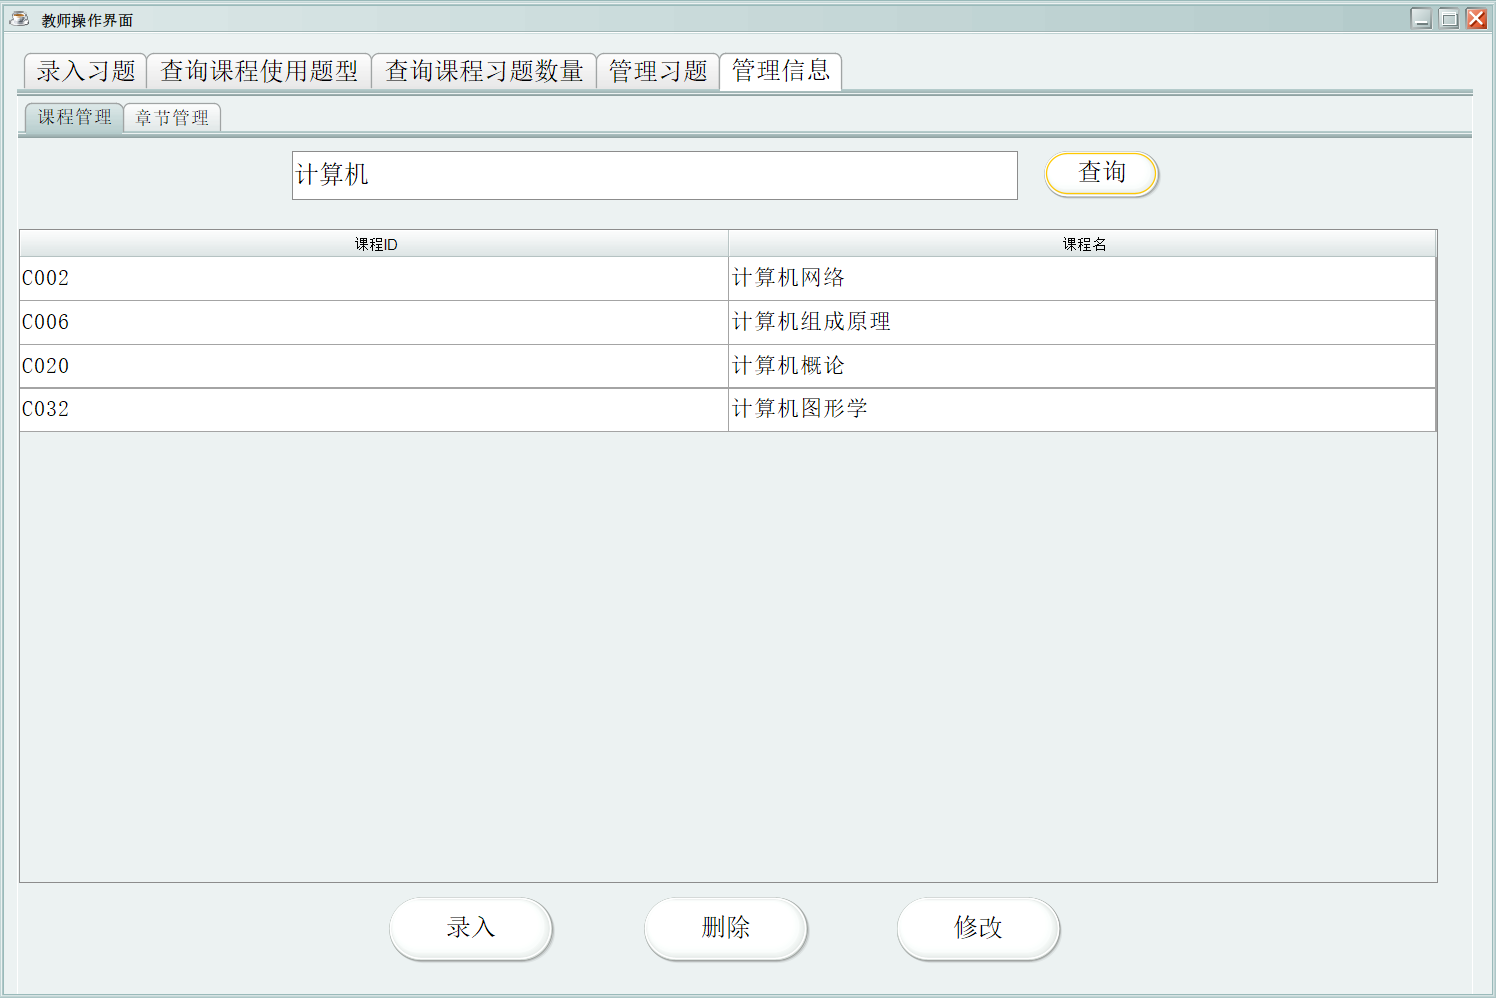 教师操作界面
录入习题 查询课程使用题型 查询课程习题数量 管理习题 管理信息
课程管理 章节管理
计算机 查询
课程ID 课程名
C002 计算机网络
C006 计算机组成原理
C020 计算机概论
C032 计算机图形学
录入 删除 修改